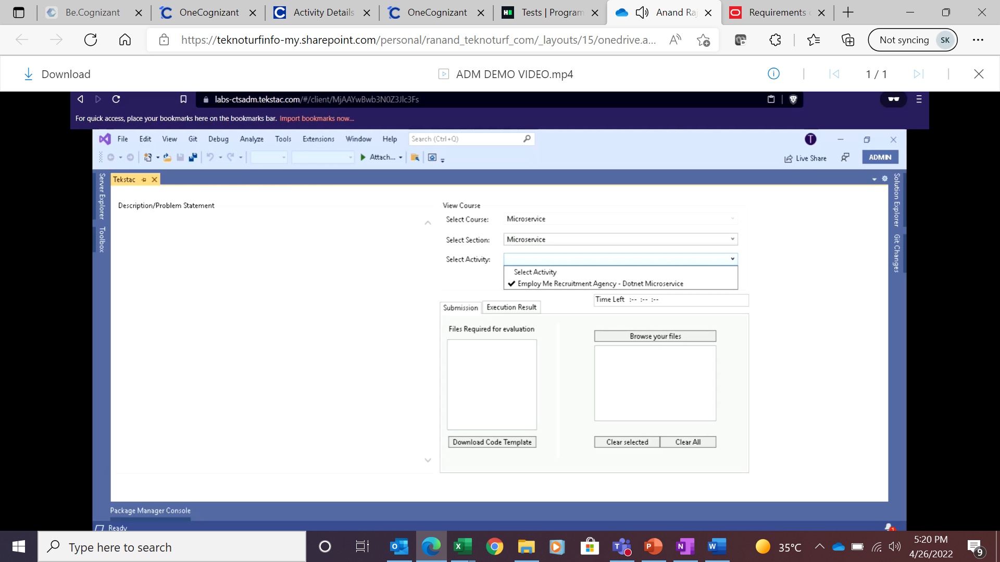 Be.Cognizant
OneCognizant
Activity Details
OneCognizant
Tests | Program
Anand Raj
Requirements
https://teknoturfinfo-my.sharepoint.com/personal/ranand_teknoturf_com/_layouts/15/onedrive.a...
Not syncing SK
Download
ADM DEMO VIDEO.mp4
1 / 1
labs-ctsadm.tekstac.com/#/client/MjAAYwBwb3N0Z3Jlc3Fs
For quick access, place your bookmarks here on the bookmarks bar. Import bookmarks now...
File Edit View Git Debug Analyze Tools Extensions Window Help Search (Ctrl+Q)
T
Attach...
Live Share
ADMIN
Server Explorer
Toolbox
Tekstac
Solution Explorer
Git Changes
Description/Problem Statement
View Course
Select Course: Microservice
Select Section: Microservice
Select Activity:
Select Activity
Employ Me Recruitment Agency - Dotnet Microservice
Time Left :-- :-- :--
Submission Execution Result
Files Required for evaluation
Browse your files
Download Code Template
Clear selected Clear All
Package Manager Console
Ready
1
Type here to search
35°C
5:20 PM
4/26/2022
9